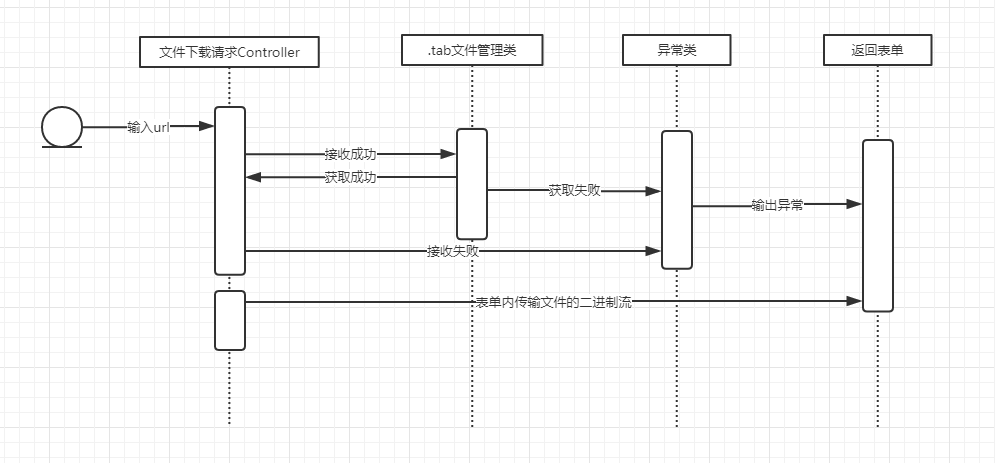 文件下载请求Controller
.tab文件管理类
异常类
返回表单
输入url
接收成功
获取成功
获取失败
输出异常
接收失败
表单内传输文件的二进制流